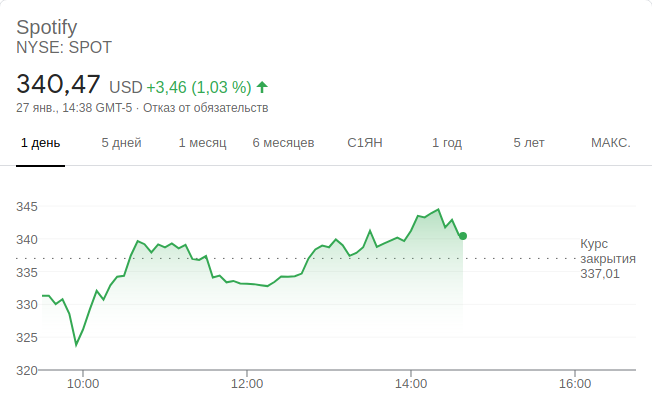 Spotify
NYSE: SPOT
340,47 USD +3,46 (1,03 %)
27 янв., 14:38 GMT-5 · Отказ от обязательств
1 день 5 дней 1 месяц 6 месяцев С1ЯН 1 год 5 лет МАКС.
345
340
335
330
325
320
Курс
закрытия
337,01
10:00 12:00 14:00 16:00